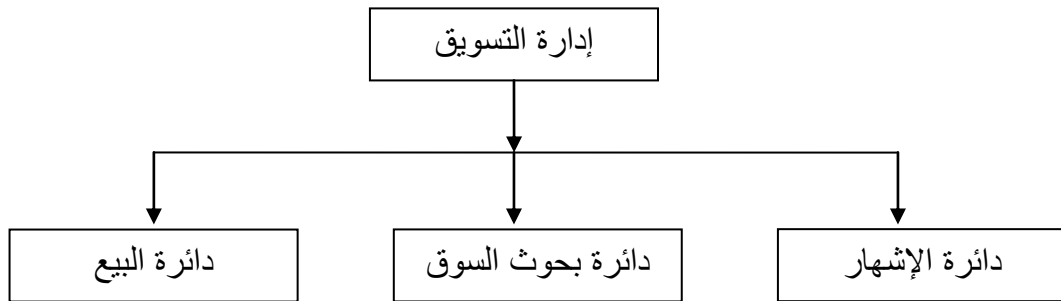 إدارة التسويق
دائرة الإشهار
دائرة بحوث السوق
دائرة البيع